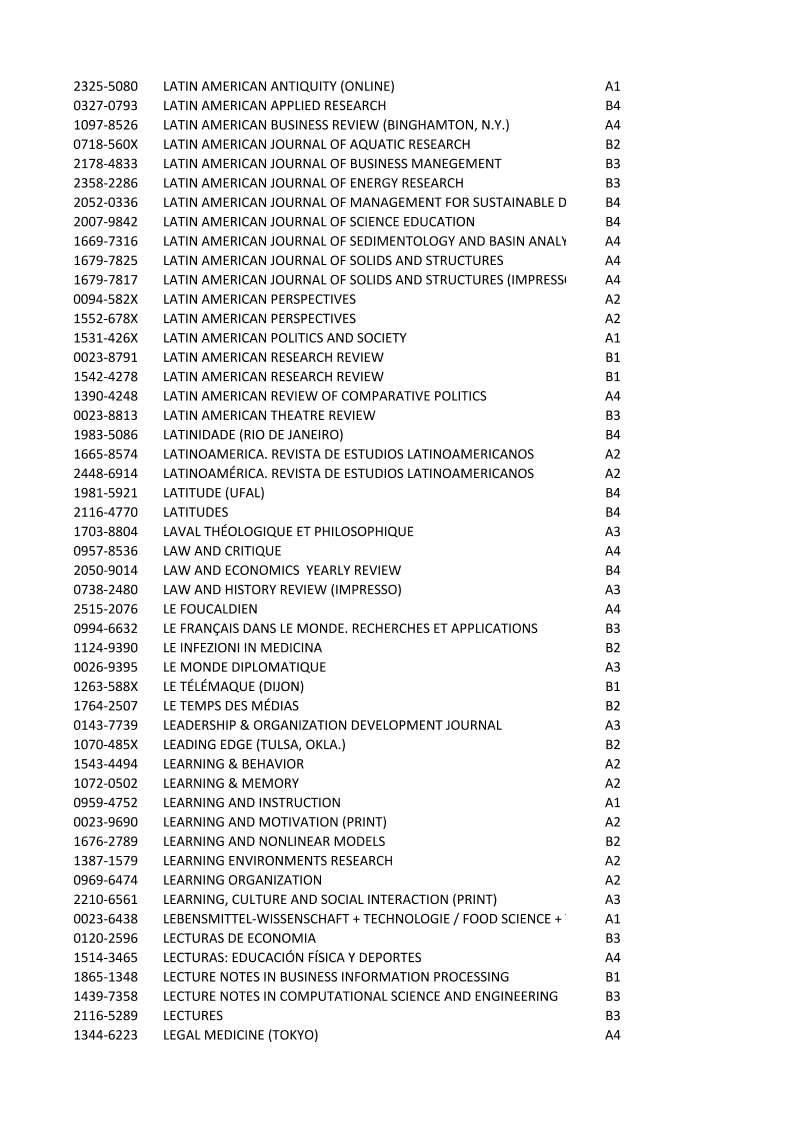 2325-5080 LATIN AMERICAN ANTIQUITY (ONLINE) A1
0327-0793 LATIN AMERICAN APPLIED RESEARCH B4
1097-8526 LATIN AMERICAN BUSINESS REVIEW (BINGHAMTON, N.Y.) A4
0718-560X LATIN AMERICAN JOURNAL OF AQUATIC RESEARCH B2
2178-4833 LATIN AMERICAN JOURNAL OF BUSINESS MANEGEMENT B3
2358-2286 LATIN AMERICAN JOURNAL OF ENERGY RESEARCH B3
2052-0336 LATIN AMERICAN JOURNAL OF MANAGEMENT FOR SUSTAINABLE D B4
2007-9842 LATIN AMERICAN JOURNAL OF SCIENCE EDUCATION B4
1669-7316 LATIN AMERICAN JOURNAL OF SEDIMENTOLOGY AND BASIN ANALY A4
1679-7825 LATIN AMERICAN JOURNAL OF SOLIDS AND STRUCTURES A4
1679-7817 LATIN AMERICAN JOURNAL OF SOLIDS AND STRUCTURES (IMPRESSO A4
0094-582X LATIN AMERICAN PERSPECTIVES A2
1552-678X LATIN AMERICAN PERSPECTIVES A2
1531-426X LATIN AMERICAN POLITICS AND SOCIETY A1
0023-8791 LATIN AMERICAN RESEARCH REVIEW B1
1542-4278 LATIN AMERICAN RESEARCH REVIEW B1
1390-4248 LATIN AMERICAN REVIEW OF COMPARATIVE POLITICS A4
0023-8813 LATIN AMERICAN THEATRE REVIEW B3
1983-5086 LATINIDADE (RIO DE JANEIRO) B4
1665-8574 LATINOAMERICA. REVISTA DE ESTUDIOS LATINOAMERICANOS A2
2448-6914 LATINOAMÉRICA. REVISTA DE ESTUDIOS LATINOAMERICANOS A2
1981-5921 LATITUDE (UFAL) B4
2116-4770 LATITUDES B4
1703-8804 LAVAL THÉOLOGIQUE ET PHILOSOPHIQUE A3
0957-8536 LAW AND CRITIQUE A4
2050-9014 LAW AND ECONOMICS  YEARLY REVIEW B4
0738-2480 LAW AND HISTORY REVIEW (IMPRESSO) A3
2515-2076 LE FOUCALDIEN A4
0994-6632 LE FRANÇAIS DANS LE MONDE. RECHERCHES ET APPLICATIONS B3
1124-9390 LE INFEZIONI IN MEDICINA B2
0026-9395 LE MONDE DIPLOMATIQUE A3
1263-588X LE TÉLÉMAQUE (DIJON) B1
1764-2507 LE TEMPS DES MÉDIAS B2
0143-7739 LEADERSHIP & ORGANIZATION DEVELOPMENT JOURNAL A3
1070-485X LEADING EDGE (TULSA, OKLA.) B2
1543-4494 LEARNING & BEHAVIOR A2
1072-0502 LEARNING & MEMORY A2
0959-4752 LEARNING AND INSTRUCTION A1
0023-9690 LEARNING AND MOTIVATION (PRINT) A2
1676-2789 LEARNING AND NONLINEAR MODELS B2
1387-1579 LEARNING ENVIRONMENTS RESEARCH A2
0969-6474 LEARNING ORGANIZATION A2
2210-6561 LEARNING, CULTURE AND SOCIAL INTERACTION (PRINT) A3
0023-6438 LEBENSMITTEL-WISSENSCHAFT + TECHNOLOGIE / FOOD SCIENCE + A1
0120-2596 LECTURAS DE ECONOMIA B3
1514-3465 LECTURAS: EDUCACIÓN FÍSICA Y DEPORTES A4
1865-1348 LECTURE NOTES IN BUSINESS INFORMATION PROCESSING B1
1439-7358 LECTURE NOTES IN COMPUTATIONAL SCIENCE AND ENGINEERING B3
2116-5289 LECTURES B3
1344-6223 LEGAL MEDICINE (TOKYO) A4